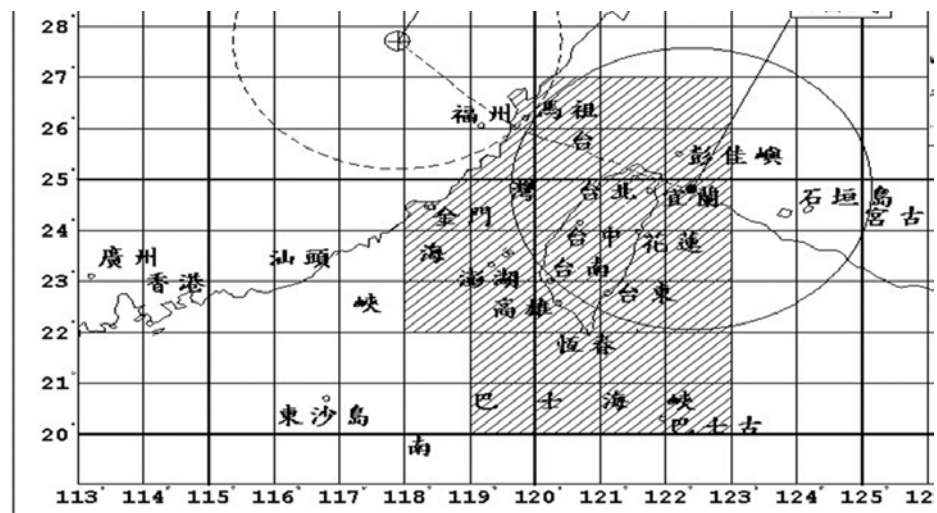 28
27
福州 馬祖
26
台
彭佳嶼
25
灣 台北 宜蘭 石垣島
金門 宮古
24
海 台中 花蓮
廣州 汕頭
澎湖 台南
23
香港 台東
峽 高雄
22
恆春
21
巴士海峽
東沙島 巴士古
20
南
113 114 115 116 117 118 119 120 121 122 123 124 125